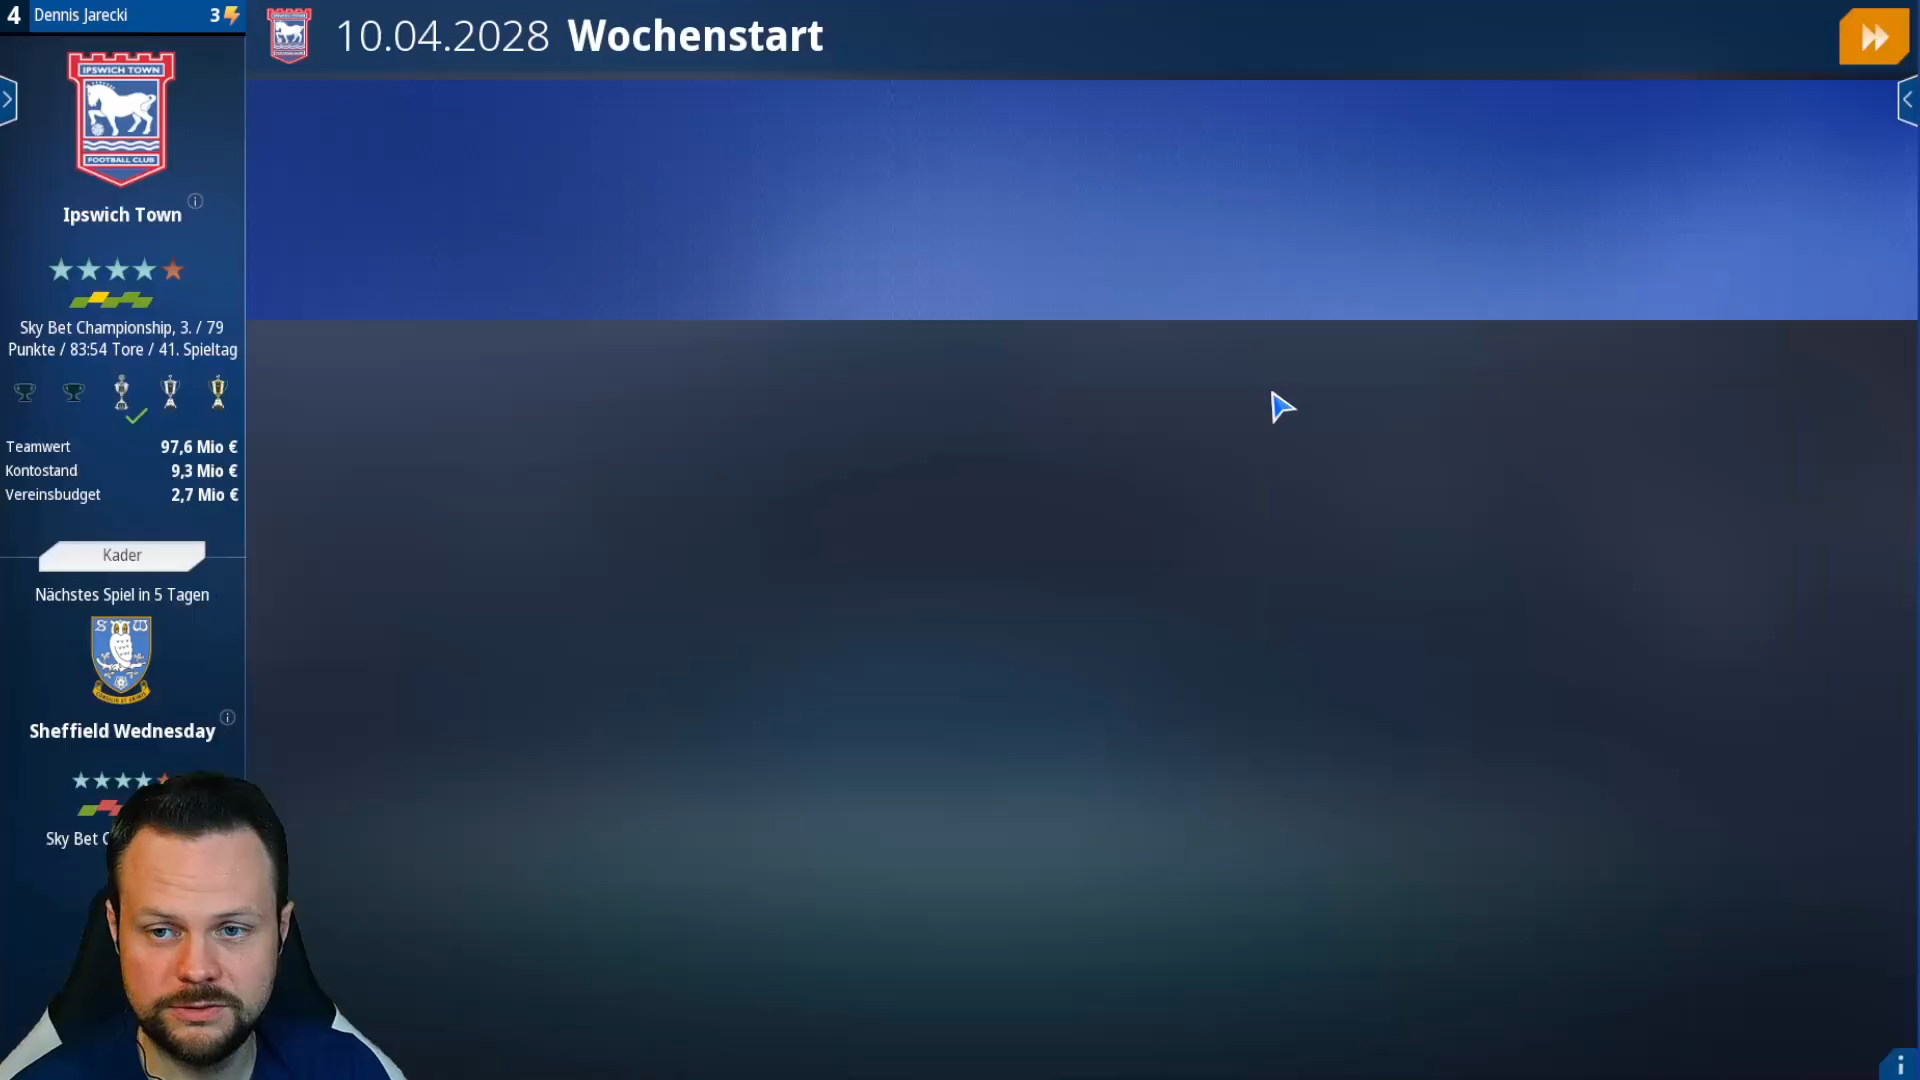 4 Dennis Jarecki 3
10.04.2028 Wochenstart
IPSWICH TOWN
FOOTBALL CLUB
Ipswich Town
Sky Bet Championship, 3. / 79
Punkte / 83:54 Tore / 41. Spieltag
Teamwert 97,6 Mio €
Kontostand 9,3 Mio €
Vereinsbudget 2,7 Mio €
Kader
Nächstes Spiel in 5 Tagen
S W
Sheffield Wednesday
Sky Bet